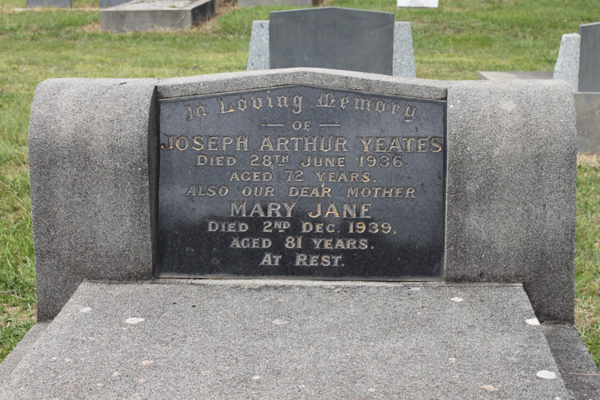 In Loving Memory
— OF —
JOSEPH ARTHUR YEATES
DIED 28TH JUNE 1936.
AGED 72 YEARS.
ALSO OUR DEAR MOTHER
MARY JANE
DIED 2ND DEC. 1939,
AGED 81 YEARS.
AT REST.